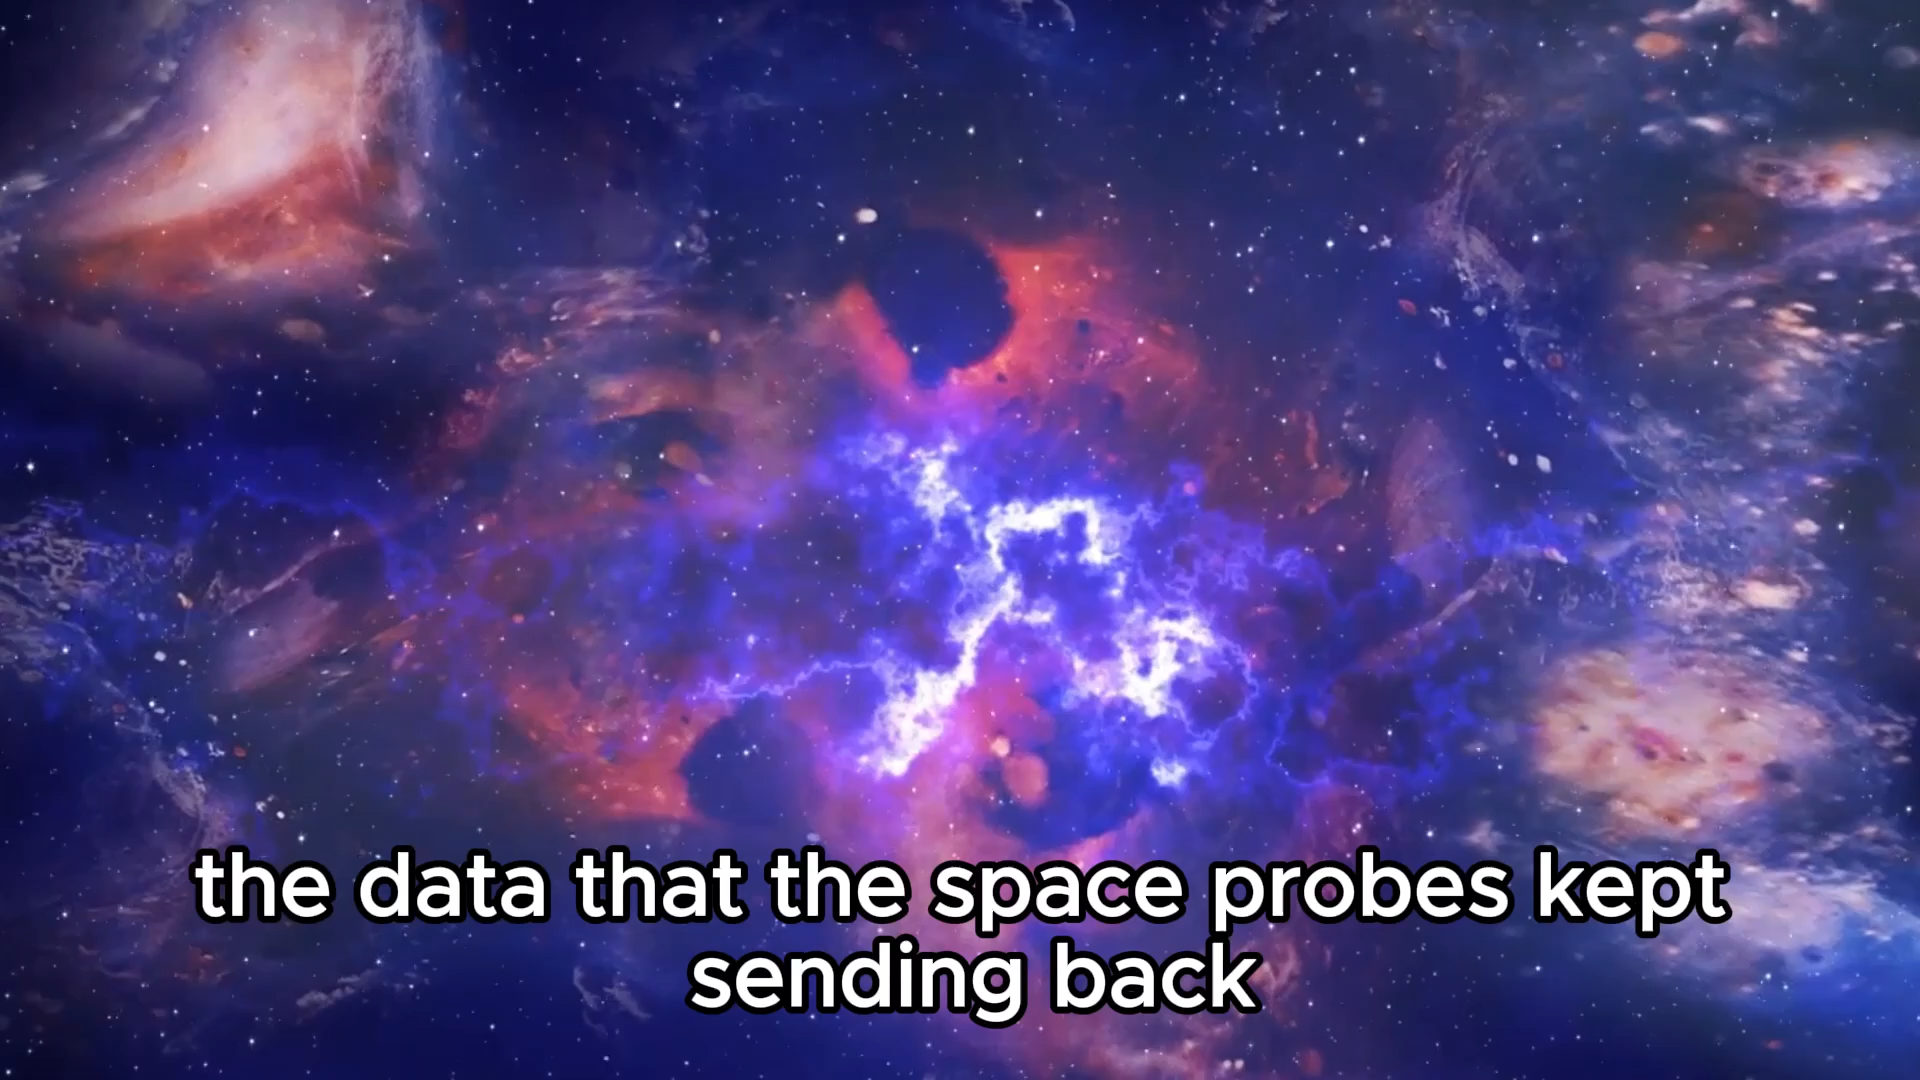 the data that the space probes kept
sending back